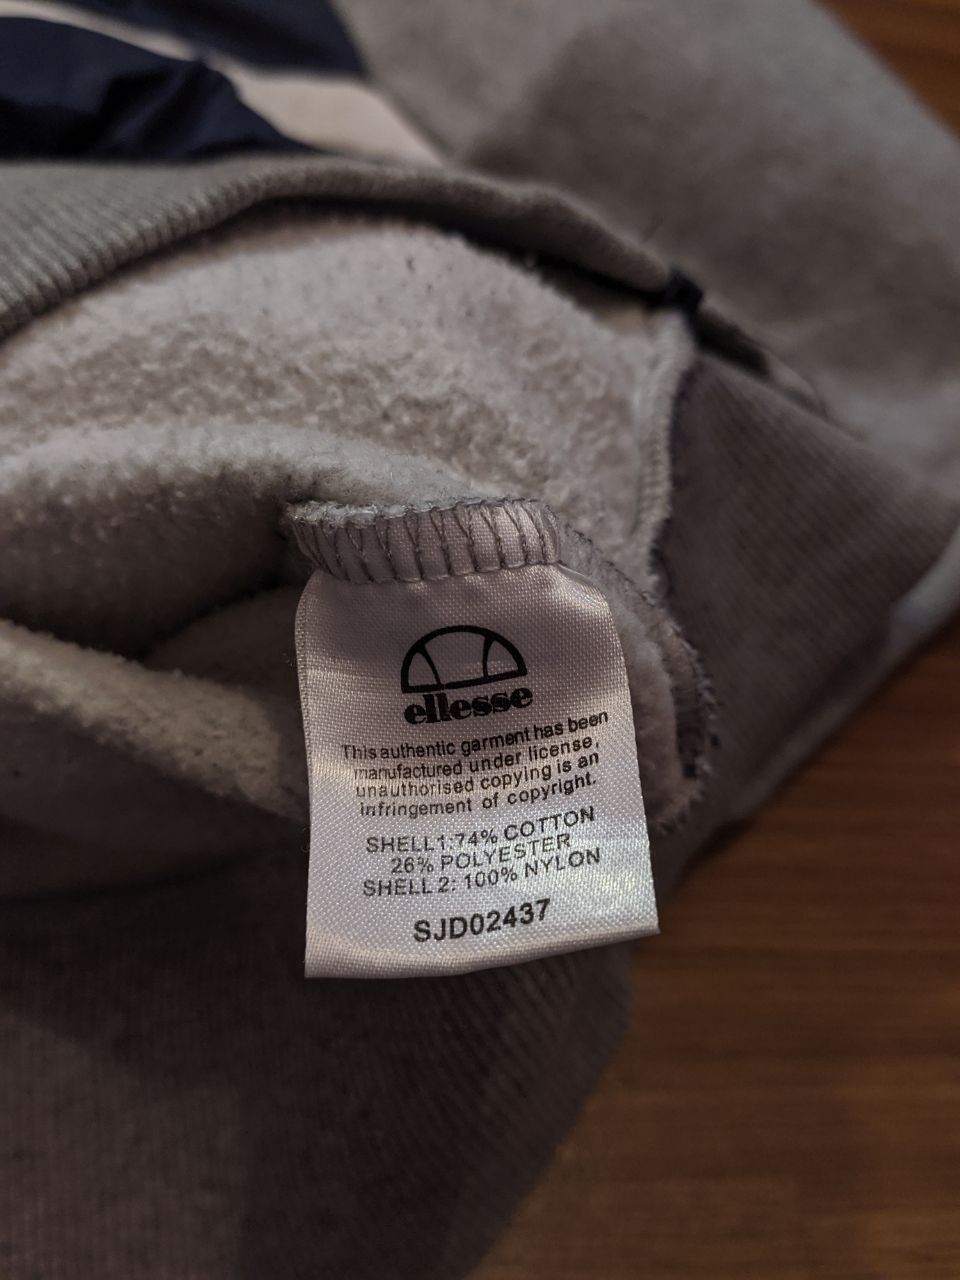 ellesse
This authentic garment has been
manufactured under license,
unauthorised copying is an
infringement of copyright.
SHELL1:74% COTTON
26% POLYESTER
SHELL 2: 100% NYLON
SJD02437